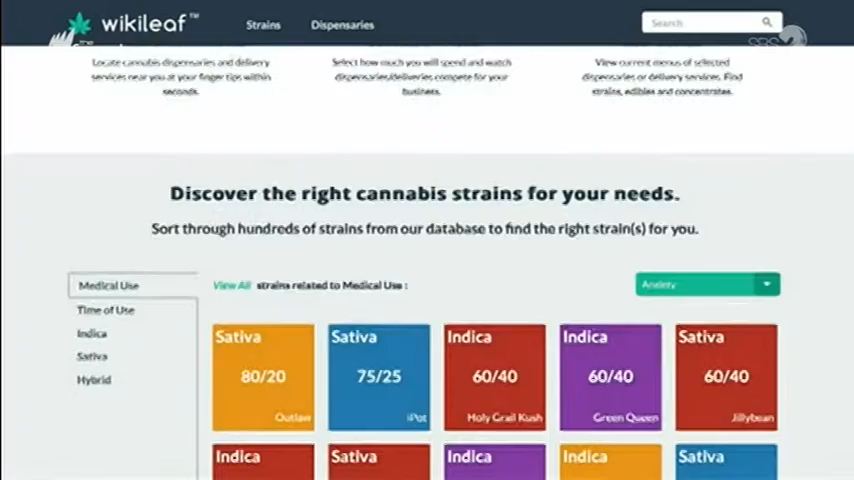 wikileaf™
Strains
Dispensaries
Search
SBS2
Locate cannabis dispensaries and delivery
services near you at your finger tips within
seconds.
Select how much you will spend and watch
dispensaries/deliveries compete for your
business.
View current menus of selected
dispensaries or delivery services. Find
strains, edibles and concentrates.
Discover the right cannabis strains for your needs.
Sort through hundreds of strains from our database to find the right strain(s) for you.
Medical Use
Time of Use
Indica
Sativa
Hybrid
View All strains related to Medical Use :
Anxiety
Sativa
80/20
Outlaw
Sativa
75/25
iPot
Indica
60/40
Holy Grail Kush
Indica
60/40
Green Queen
Sativa
60/40
Jillybean
Indica
Sativa
Indica
Indica
Sativa